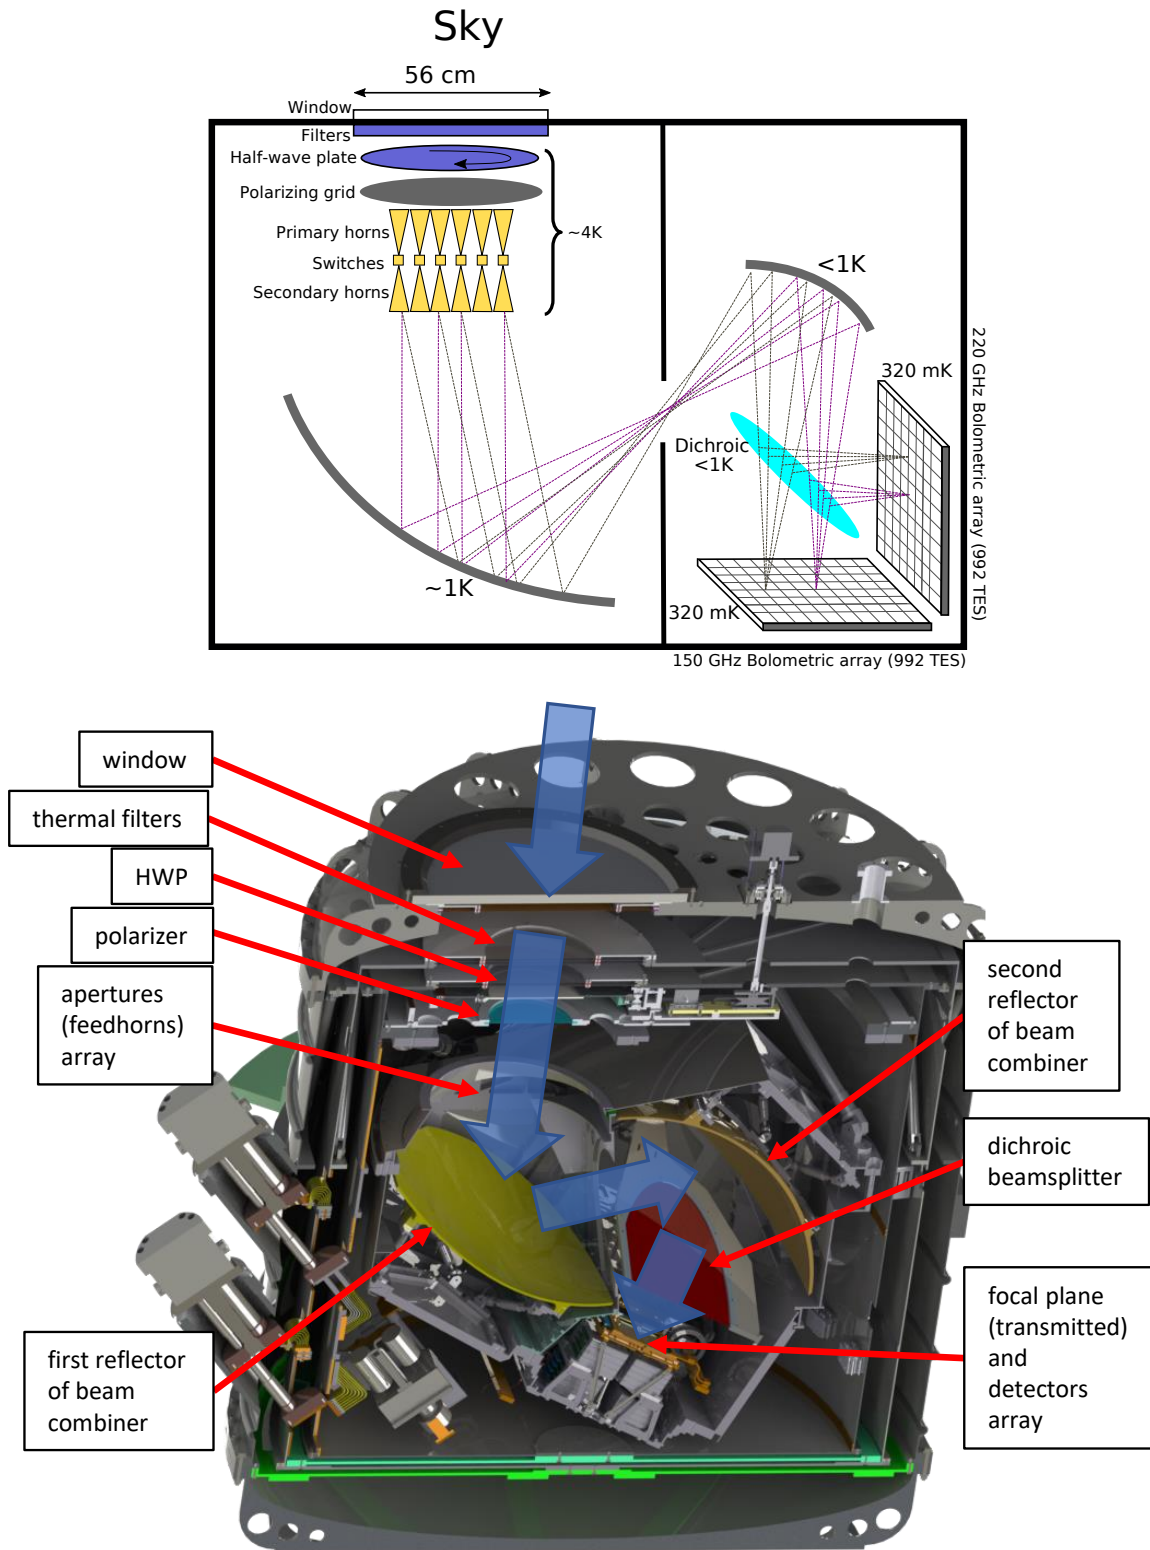 Sky
56 cm
Window
Filters
Half-wave plate
Polarizing grid
Primary horns
Switches
Secondary horns
~4K
<1K
~1K
Dichroic
<1K
320 mK
320 mK
220 GHz Bolometric array (992 TES)
150 GHz Bolometric array (992 TES)
window
thermal filters
HWP
polarizer
apertures
(feedhorns)
array
first reflector
of beam
combiner
second
reflector
of beam
combiner
dichroic
beamsplitter
focal plane
(transmitted)
and
detectors
array